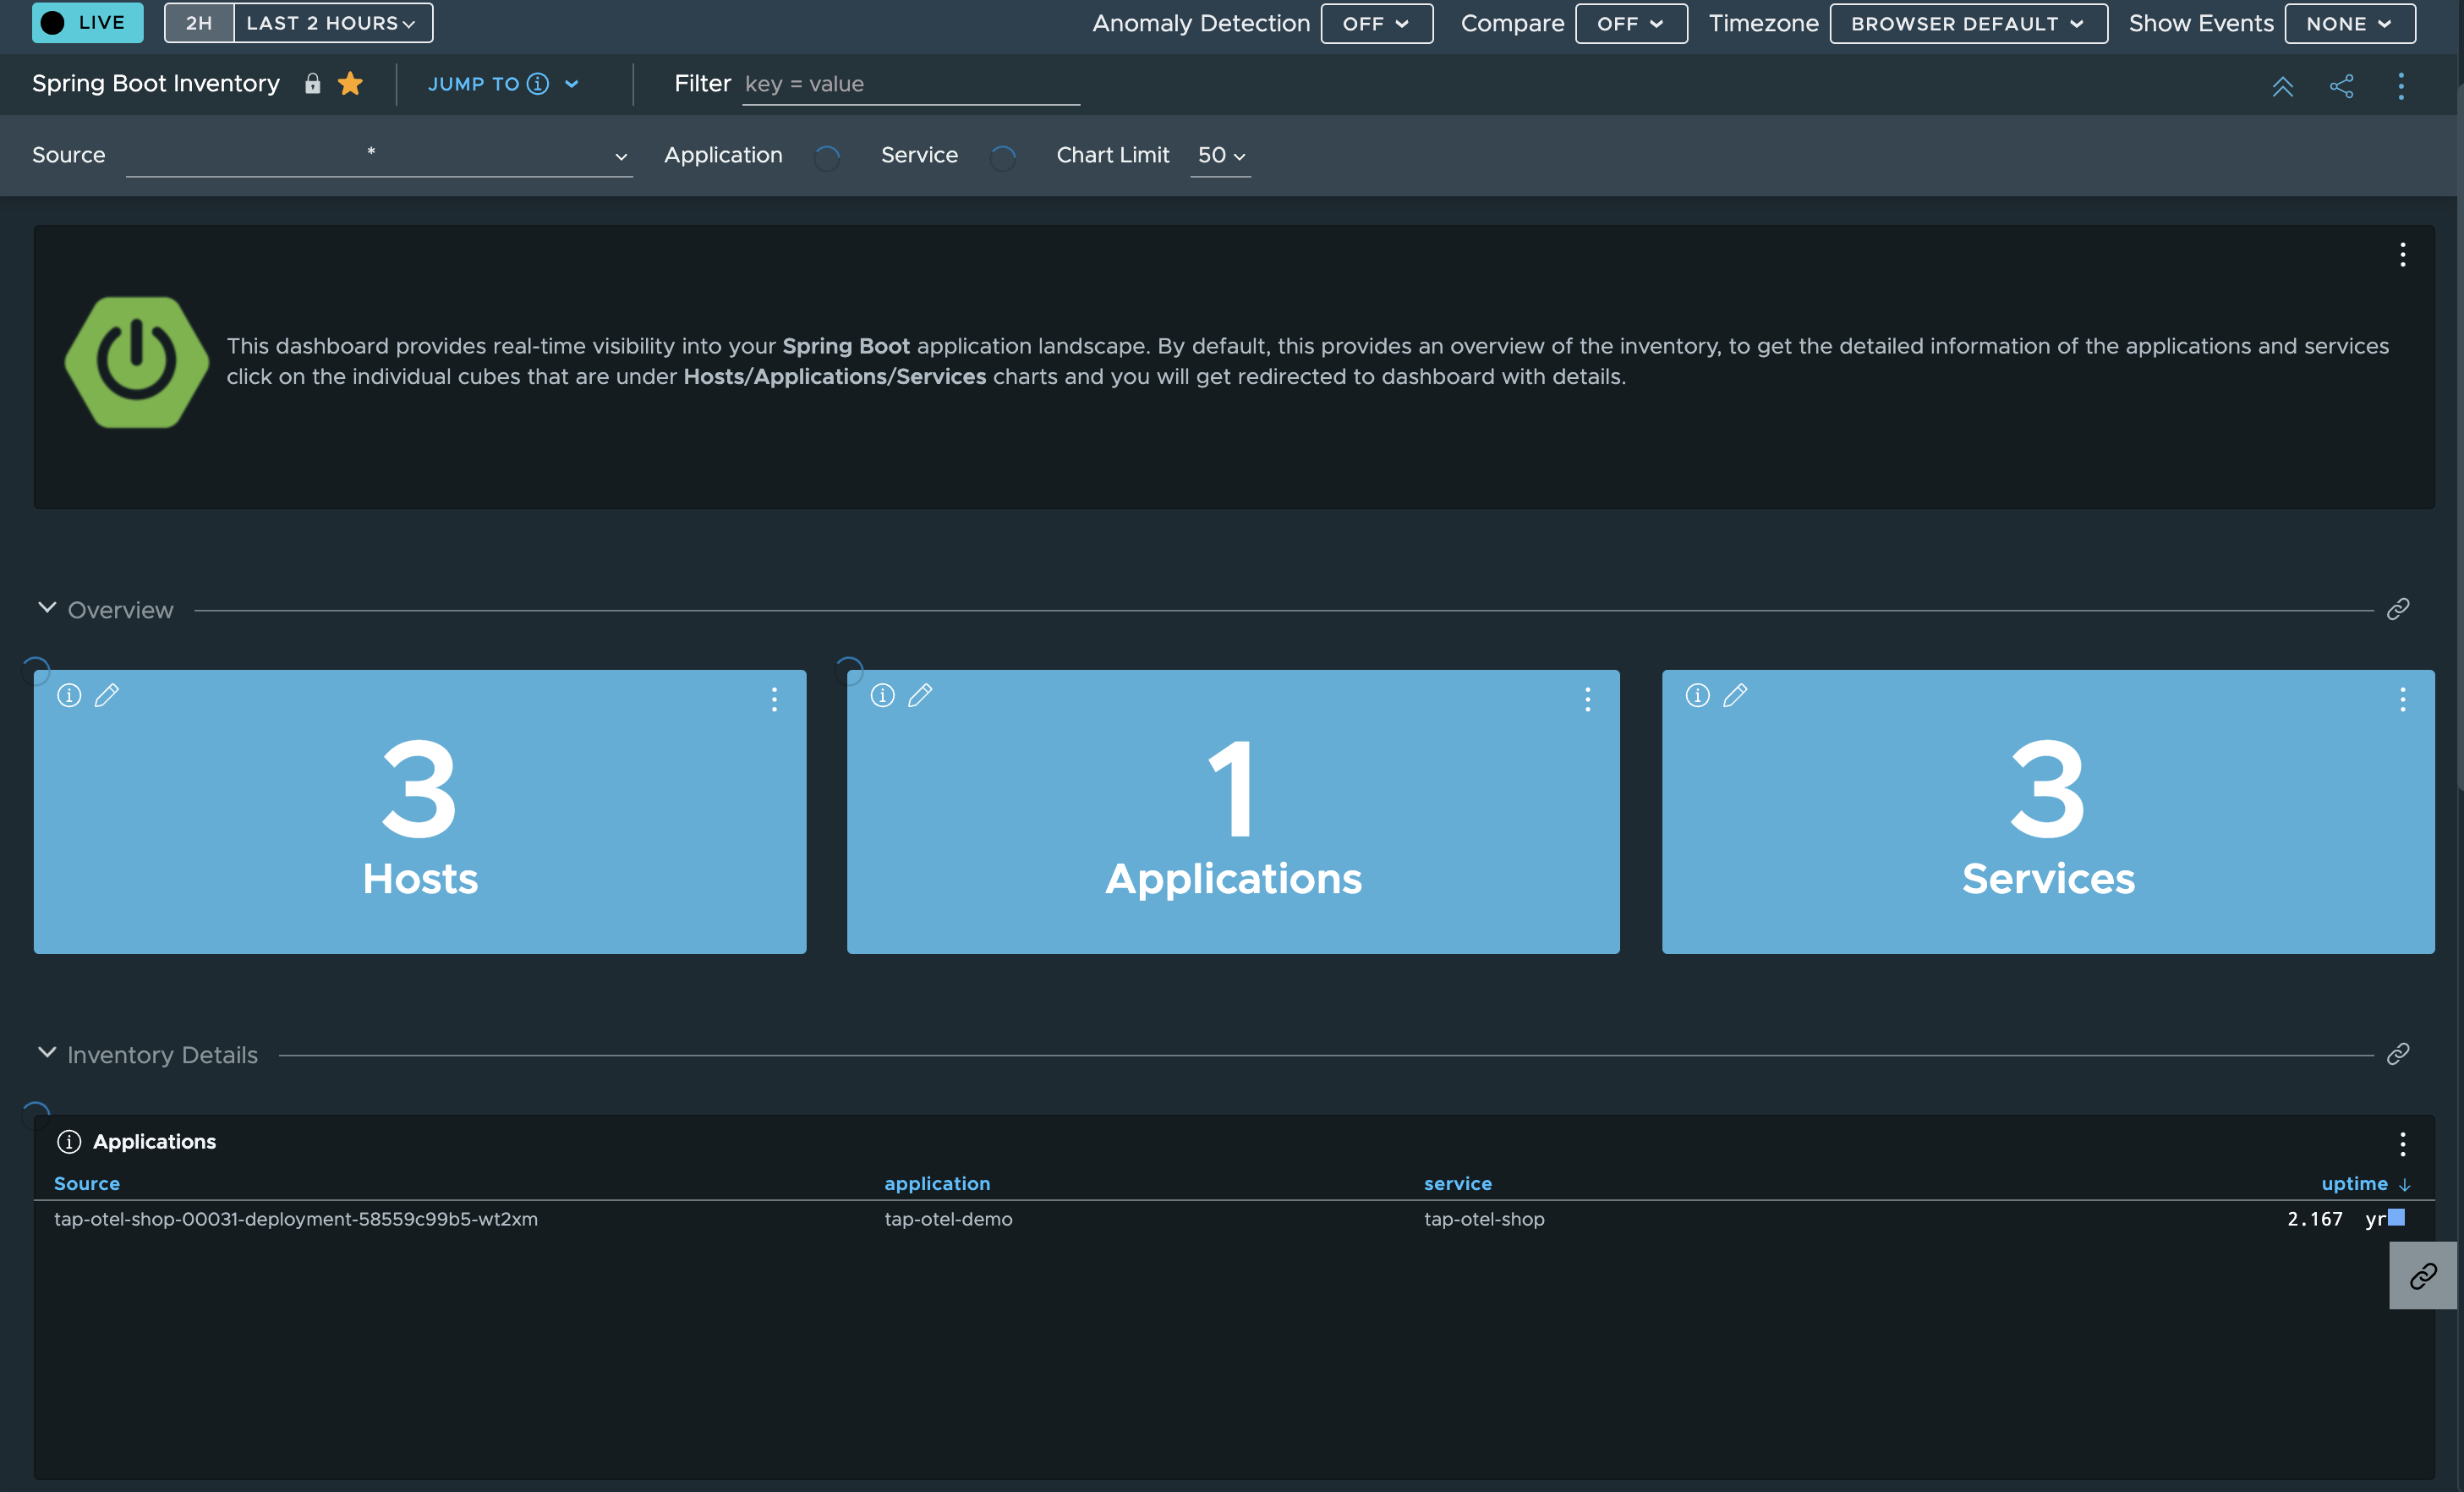 LIVE 2H LAST 2 HOURS Anomaly Detection OFF Compare OFF Timezone BROWSER DEFAULT Show Events NONE
Spring Boot Inventory JUMP TO Filter key = value
Source * Application Service Chart Limit 50
This dashboard provides real-time visibility into your Spring Boot application landscape. By default, this provides an overview of the inventory, to get the detailed information of the applications and services
click on the individual cubes that are under Hosts/Applications/Services charts and you will get redirected to dashboard with details.
Overview
3 1 3
Hosts Applications Services
Inventory Details
Applications
Source application service uptime ↓
tap-otel-shop-00031-deployment-58559c99b5-wt2xm tap-otel-demo tap-otel-shop 2.167 yr